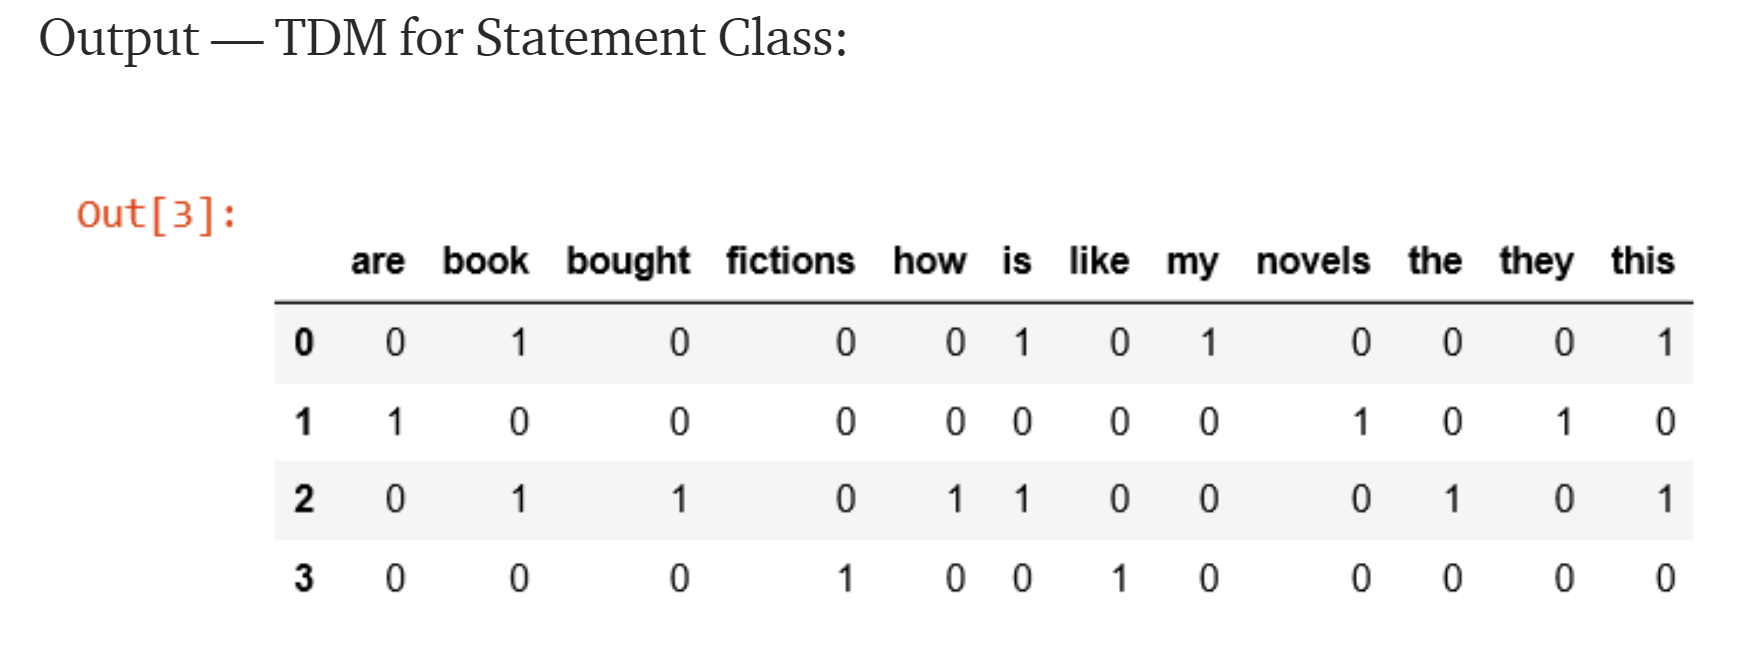 Output — TDM for Statement Class:
Out[3]:
are book bought fictions how is like my novels the they this
0 0 1 0 0 0 1 0 1 0 0 0 1
1 1 0 0 0 0 0 0 0 1 0 1 0
2 0 1 1 0 1 1 0 0 0 1 0 1
3 0 0 0 1 0 0 1 0 0 0 0 0